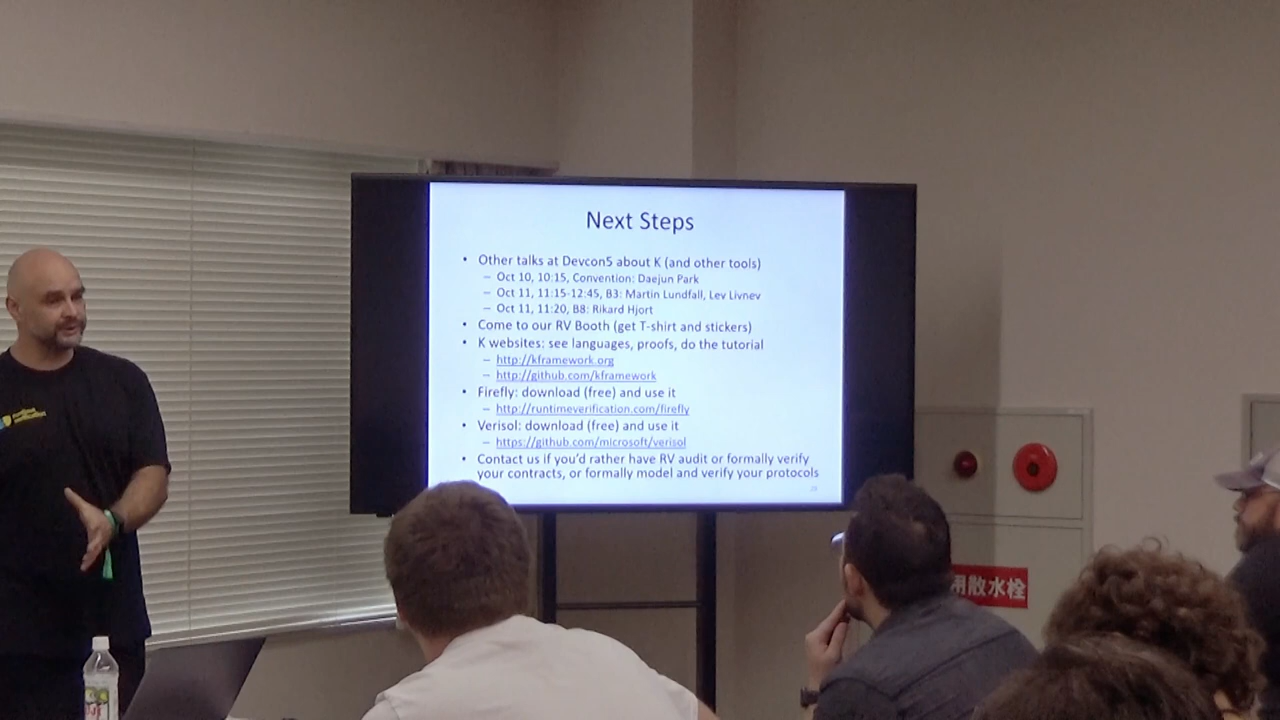 Next Steps
• Other talks at Devcon5 about K (and other tools)
– Oct 10, 10:15, Convention: Daejun Park
– Oct 11, 11:15-12:45, B3: Martin Lundfall, Lev Livnev
– Oct 11, 11:20, B8: Rikard Hjort
• Come to our RV Booth (get T-shirt and stickers)
• K websites: see languages, proofs, do the tutorial
– http://kframework.org
– http://github.com/kframework
• Firefly: download (free) and use it
– http://runtimeverification.com/firefly
• Verisol: download (free) and use it
– https://github.com/microsoft/verisol
• Contact us if you'd rather have RV audit or formally verify
your contracts, or formally model and verify your protocols
用散水栓